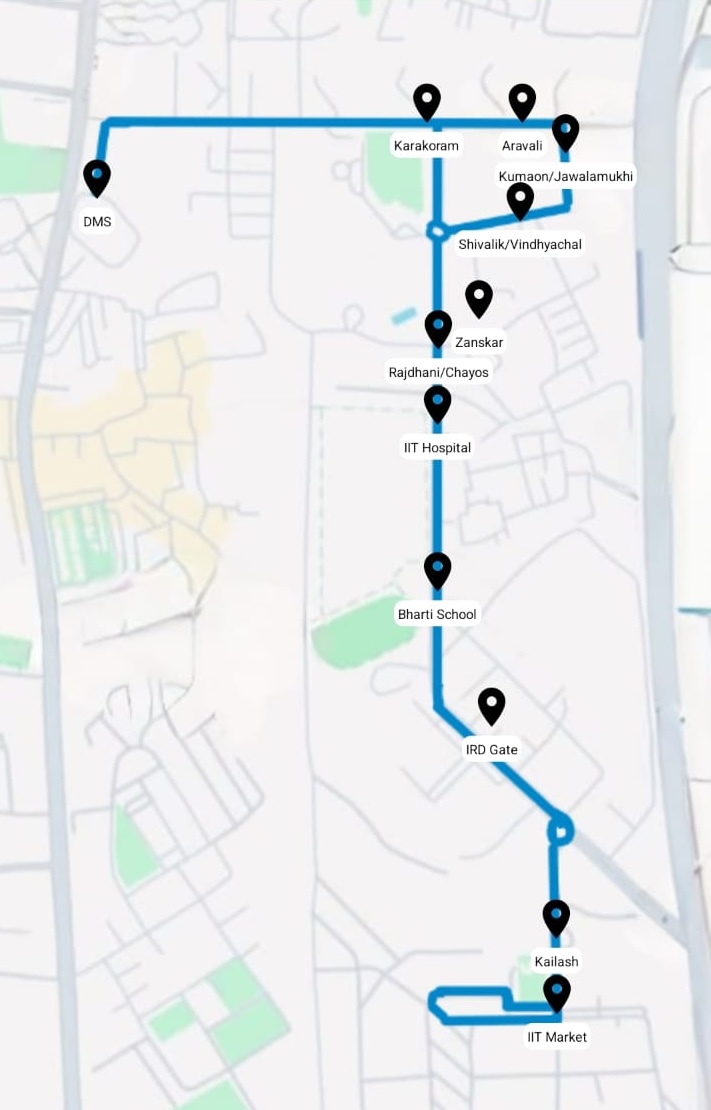 Karakoram
Aravali
Kumaon/Jawalamukhi
DMS
Shivalik/Vindhyachal
Zanskar
Rajdhani/Chayos
IIT Hospital
Bharti School
IRD Gate
Kailash
IIT Market